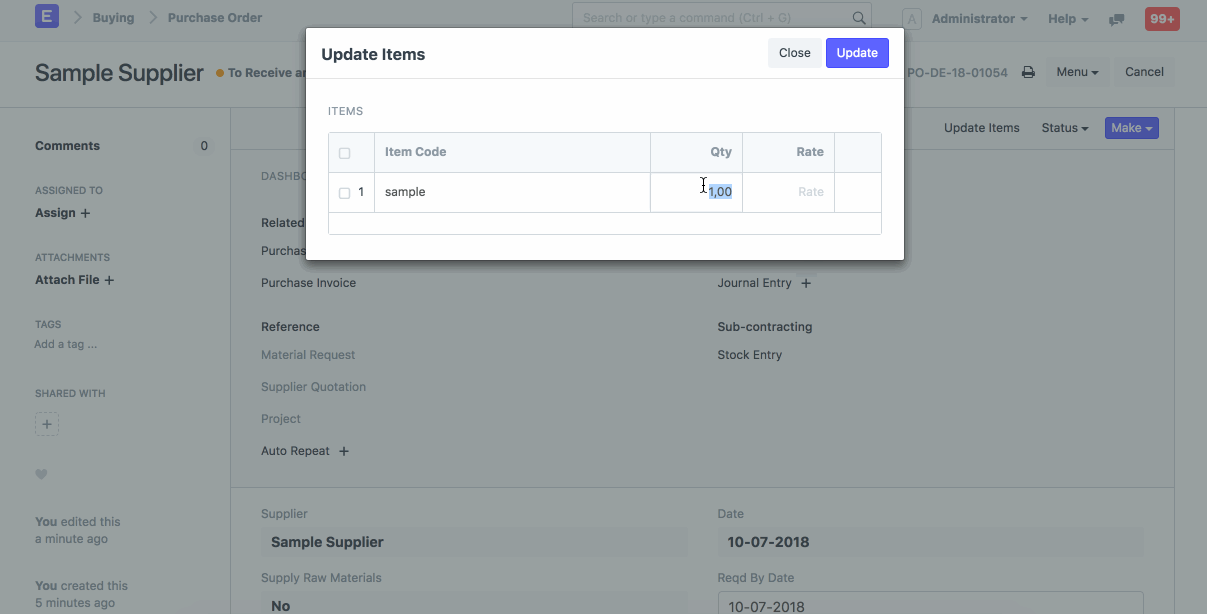 E Buying Purchase Order
Search or type a command (Ctrl + G)
A Administrator Help 99+
Sample Supplier To Receive an
PO-DE-18-01054 Menu Cancel
Update Items Close Update
ITEMS
Item Code Qty Rate
1 sample 1,00 Rate
Comments 0
ASSIGNED TO
Assign +
ATTACHMENTS
Attach File +
TAGS
Add a tag ...
SHARED WITH
+
You edited this
a minute ago
You created this
5 minutes ago
Update Items Status Make
DASHBO
Related
Purchas
Purchase Invoice
Journal Entry +
Reference
Sub-contracting
Material Request
Stock Entry
Supplier Quotation
Project
Auto Repeat +
Supplier
Date
Sample Supplier
10-07-2018
Supply Raw Materials
Reqd By Date
No
10-07-2018